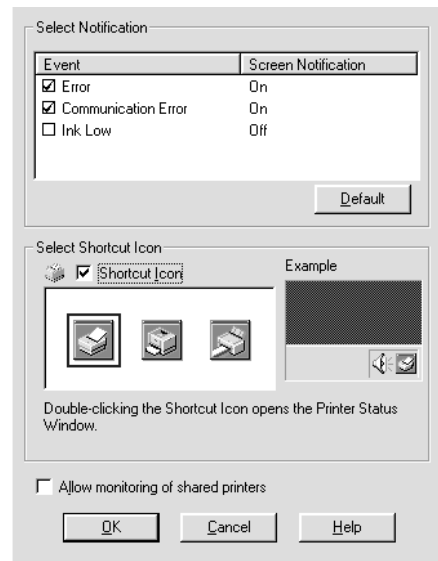 Select Notification
Event Screen Notification
Error On
Communication Error On
Ink Low Off
Default
Select Shortcut Icon
Shortcut Icon
Example
Double-clicking the Shortcut Icon opens the Printer Status
Window.
Allow monitoring of shared printers
OK Cancel Help